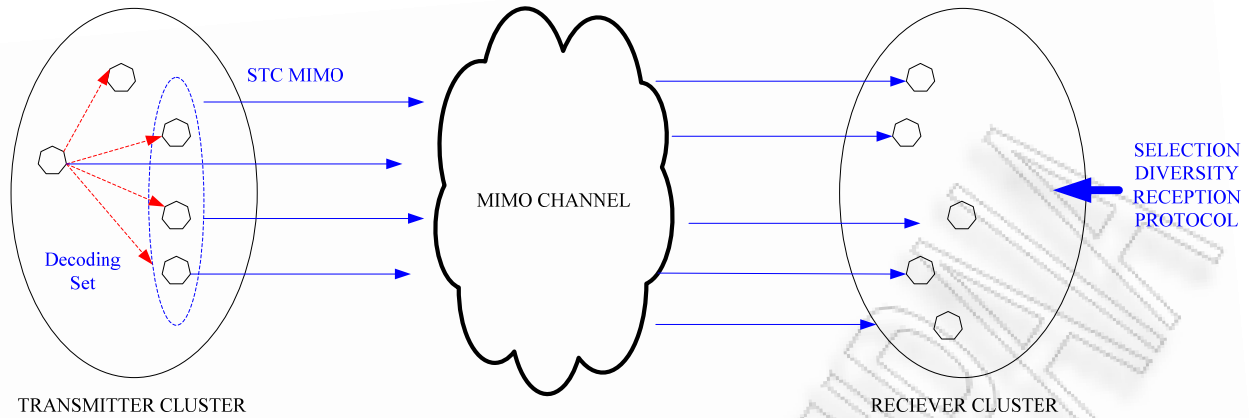 STC MIMO
Decoding
Set
TRANSMITTER CLUSTER
MIMO CHANNEL
SELECTION
DIVERSITY
RECEPTION
PROTOCOL
RECIEVER CLUSTER